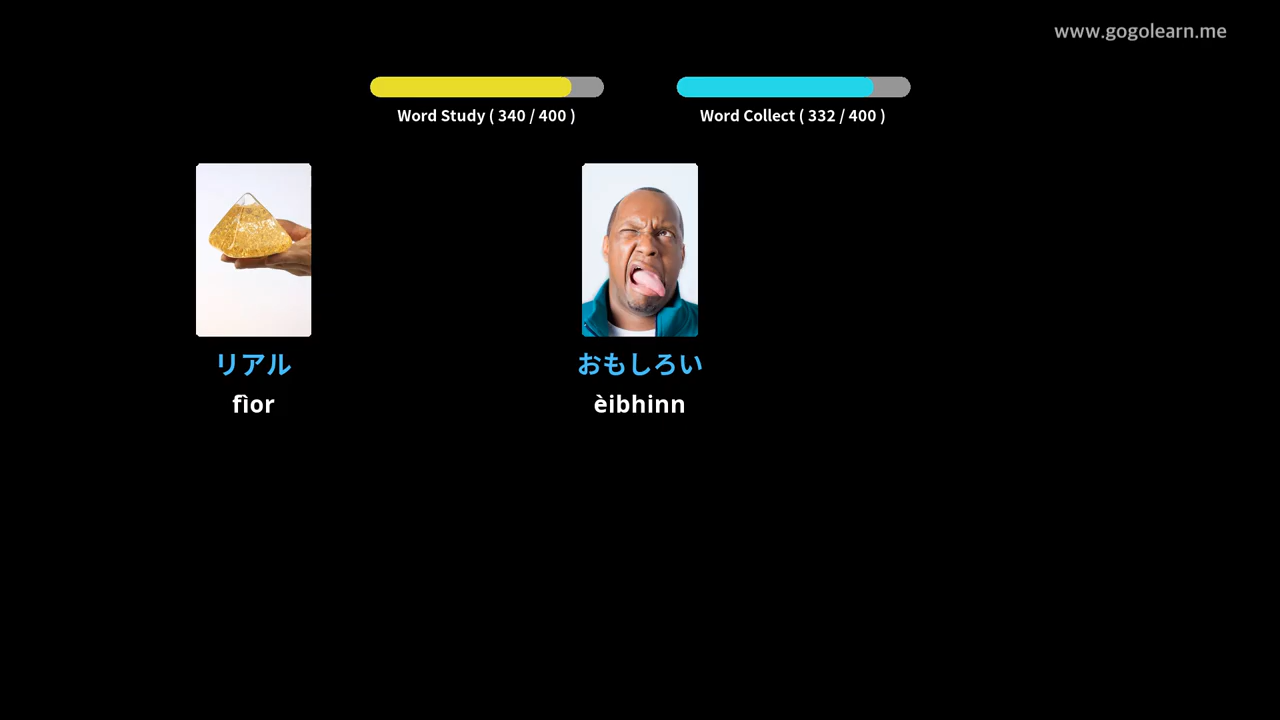 www.gogolearn.me
Word Study ( 340 / 400 )
Word Collect ( 332 / 400 )
リアル
fìor
おもしろい
èibhinn